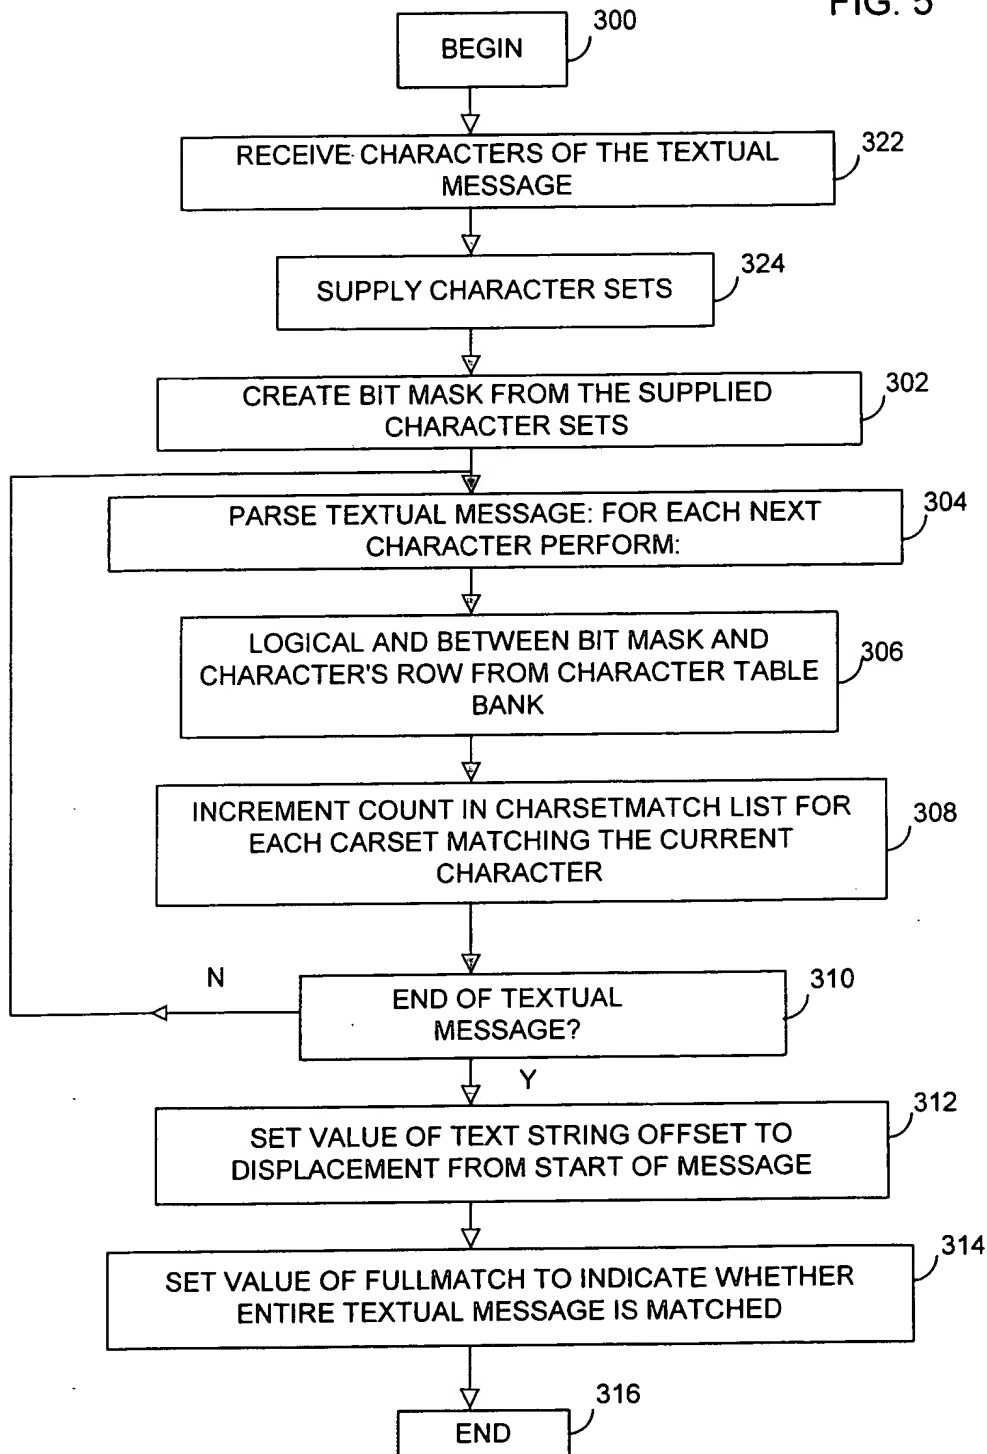 FIG. 5
300
BEGIN
322
RECEIVE CHARACTERS OF THE TEXTUAL
MESSAGE
324
SUPPLY CHARACTER SETS
302
CREATE BIT MASK FROM THE SUPPLIED
CHARACTER SETS
304
PARSE TEXTUAL MESSAGE: FOR EACH NEXT
CHARACTER PERFORM:
306
LOGICAL AND BETWEEN BIT MASK AND
CHARACTER'S ROW FROM CHARACTER TABLE
BANK
308
INCREMENT COUNT IN CHARSETMATCH LIST FOR
EACH CARSET MATCHING THE CURRENT
CHARACTER
310
N
END OF TEXTUAL
MESSAGE?
Y
312
SET VALUE OF TEXT STRING OFFSET TO
DISPLACEMENT FROM START OF MESSAGE
314
SET VALUE OF FULLMATCH TO INDICATE WHETHER
ENTIRE TEXTUAL MESSAGE IS MATCHED
316
END